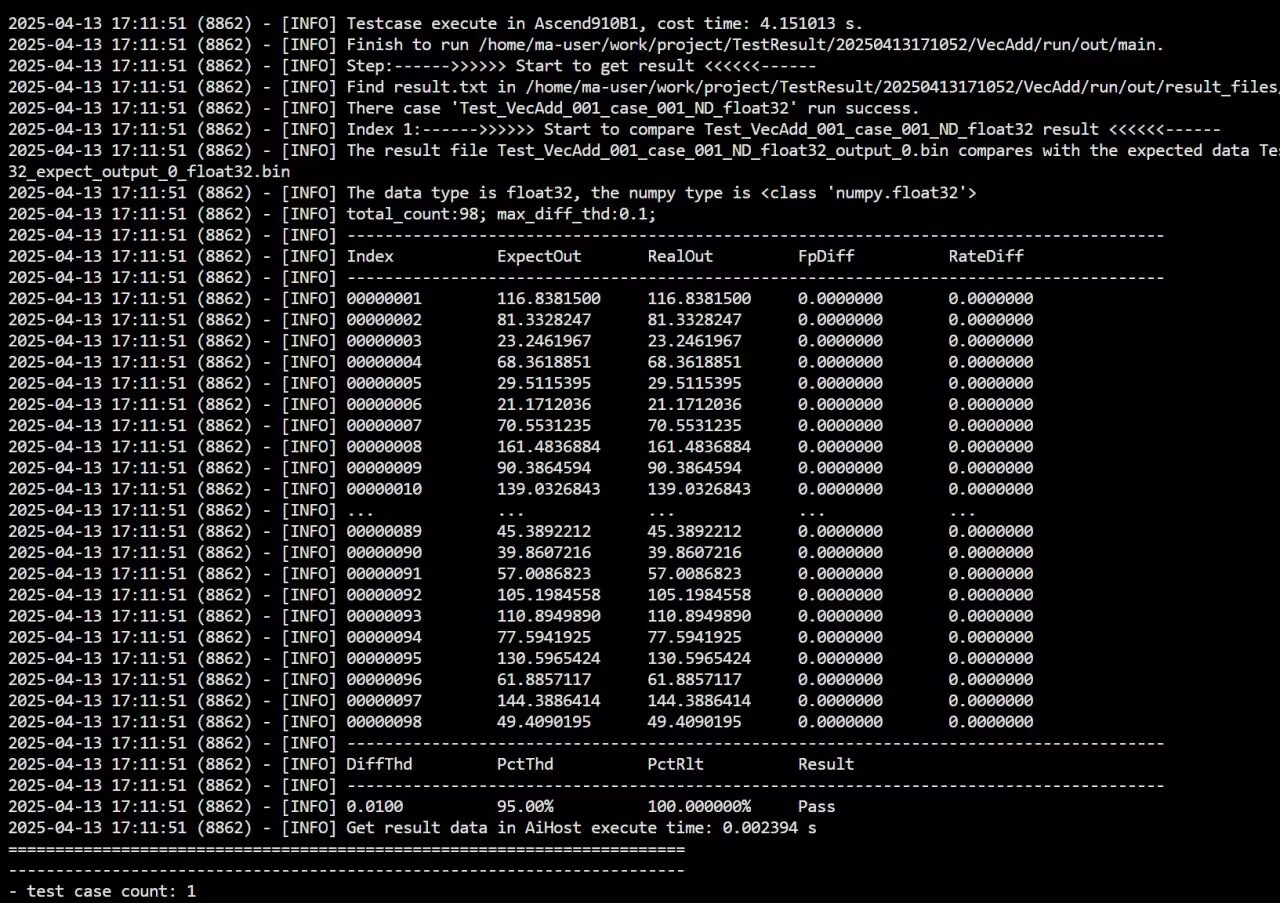 2025-04-13 17:11:51 (8862) - [INFO] Testcase execute in Ascend910B1, cost time: 4.151013 s.
2025-04-13 17:11:51 (8862) - [INFO] Finish to run /home/ma-user/work/project/TestResult/20250413171052/VecAdd/run/out/main.
2025-04-13 17:11:51 (8862) - [INFO] Step:------>>>>>> Start to get result <<<<<<------
2025-04-13 17:11:51 (8862) - [INFO] Find result.txt in /home/ma-user/work/project/TestResult/20250413171052/VecAdd/run/out/result_files/
2025-04-13 17:11:51 (8862) - [INFO] There case 'Test_VecAdd_001_case_001_ND_float32' run success.
2025-04-13 17:11:51 (8862) - [INFO] Index 1:------>>>>>> Start to compare Test_VecAdd_001_case_001_ND_float32 result <<<<<<------
2025-04-13 17:11:51 (8862) - [INFO] The result file Test_VecAdd_001_case_001_ND_float32_output_0.bin compares with the expected data Tes
32_expect_output_0_float32.bin
2025-04-13 17:11:51 (8862) - [INFO] The data type is float32, the numpy type is <class 'numpy.float32'>
2025-04-13 17:11:51 (8862) - [INFO] total_count:98; max_diff_thd:0.1;
2025-04-13 17:11:51 (8862) - [INFO] ---------------------------------------------------------------------------------------
2025-04-13 17:11:51 (8862) - [INFO] Index           ExpectOut       RealOut         FpDiff          RateDiff
2025-04-13 17:11:51 (8862) - [INFO] ---------------------------------------------------------------------------------------
2025-04-13 17:11:51 (8862) - [INFO] 00000001        116.8381500     116.8381500     0.0000000       0.0000000
2025-04-13 17:11:51 (8862) - [INFO] 00000002        81.3328247      81.3328247      0.0000000       0.0000000
2025-04-13 17:11:51 (8862) - [INFO] 00000003        23.2461967      23.2461967      0.0000000       0.0000000
2025-04-13 17:11:51 (8862) - [INFO] 00000004        68.3618851      68.3618851      0.0000000       0.0000000
2025-04-13 17:11:51 (8862) - [INFO] 00000005        29.5115395      29.5115395      0.0000000       0.0000000
2025-04-13 17:11:51 (8862) - [INFO] 00000006        21.1712036      21.1712036      0.0000000       0.0000000
2025-04-13 17:11:51 (8862) - [INFO] 00000007        70.5531235      70.5531235      0.0000000       0.0000000
2025-04-13 17:11:51 (8862) - [INFO] 00000008        161.4836884     161.4836884     0.0000000       0.0000000
2025-04-13 17:11:51 (8862) - [INFO] 00000009        90.3864594      90.3864594      0.0000000       0.0000000
2025-04-13 17:11:51 (8862) - [INFO] 00000010        139.0326843     139.0326843     0.0000000       0.0000000
2025-04-13 17:11:51 (8862) - [INFO] ...             ...             ...             ...             ...
2025-04-13 17:11:51 (8862) - [INFO] 00000089        45.3892212      45.3892212      0.0000000       0.0000000
2025-04-13 17:11:51 (8862) - [INFO] 00000090        39.8607216      39.8607216      0.0000000       0.0000000
2025-04-13 17:11:51 (8862) - [INFO] 00000091        57.0086823      57.0086823      0.0000000       0.0000000
2025-04-13 17:11:51 (8862) - [INFO] 00000092        105.1984558     105.1984558     0.0000000       0.0000000
2025-04-13 17:11:51 (8862) - [INFO] 00000093        110.8949890     110.8949890     0.0000000       0.0000000
2025-04-13 17:11:51 (8862) - [INFO] 00000094        77.5941925      77.5941925      0.0000000       0.0000000
2025-04-13 17:11:51 (8862) - [INFO] 00000095        130.5965424     130.5965424     0.0000000       0.0000000
2025-04-13 17:11:51 (8862) - [INFO] 00000096        61.8857117      61.8857117      0.0000000       0.0000000
2025-04-13 17:11:51 (8862) - [INFO] 00000097        144.3886414     144.3886414     0.0000000       0.0000000
2025-04-13 17:11:51 (8862) - [INFO] 00000098        49.4090195      49.4090195      0.0000000       0.0000000
2025-04-13 17:11:51 (8862) - [INFO] ---------------------------------------------------------------------------------------
2025-04-13 17:11:51 (8862) - [INFO] DiffThd         PctThd          PctRlt          Result
2025-04-13 17:11:51 (8862) - [INFO] ---------------------------------------------------------------------------------------
2025-04-13 17:11:51 (8862) - [INFO] 0.0100          95.00%          100.000000%     Pass
2025-04-13 17:11:51 (8862) - [INFO] Get result data in AiHost execute time: 0.002394 s
========================================================================
------------------------------------------------------------------------
- test case count: 1